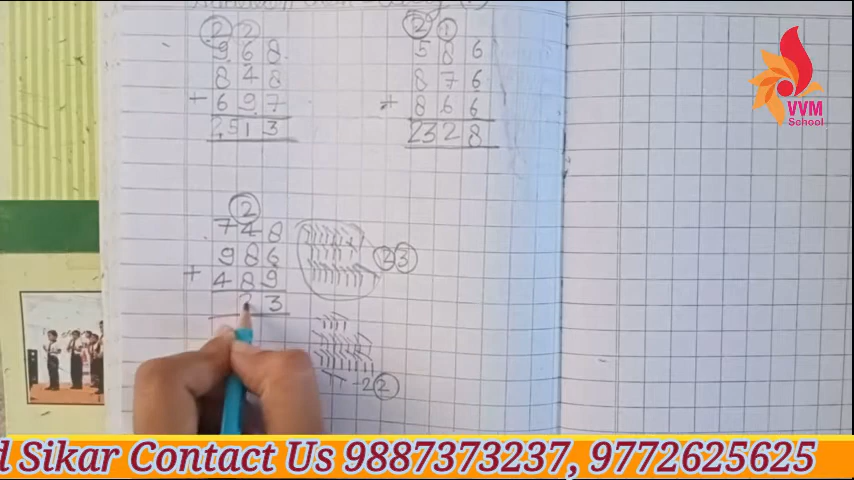 ② ②
9 6 8
8 4 8
+ 6 9 7
2 5 1 3
② ①
5 8 6
8 7 6
+ 8 6 6
2 3 2 8
②
7 4 8
9 8 6
+ 4 8 9
2 3
②③
-2②
VVM
School
d Sikar Contact Us 9887373237, 9772625625